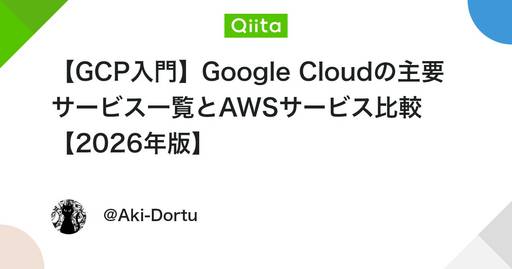 Qiita
【GCP入門】Google Cloudの主要
サービス一覧とAWSサービス比較
【2026年版】
@Aki-Dortu